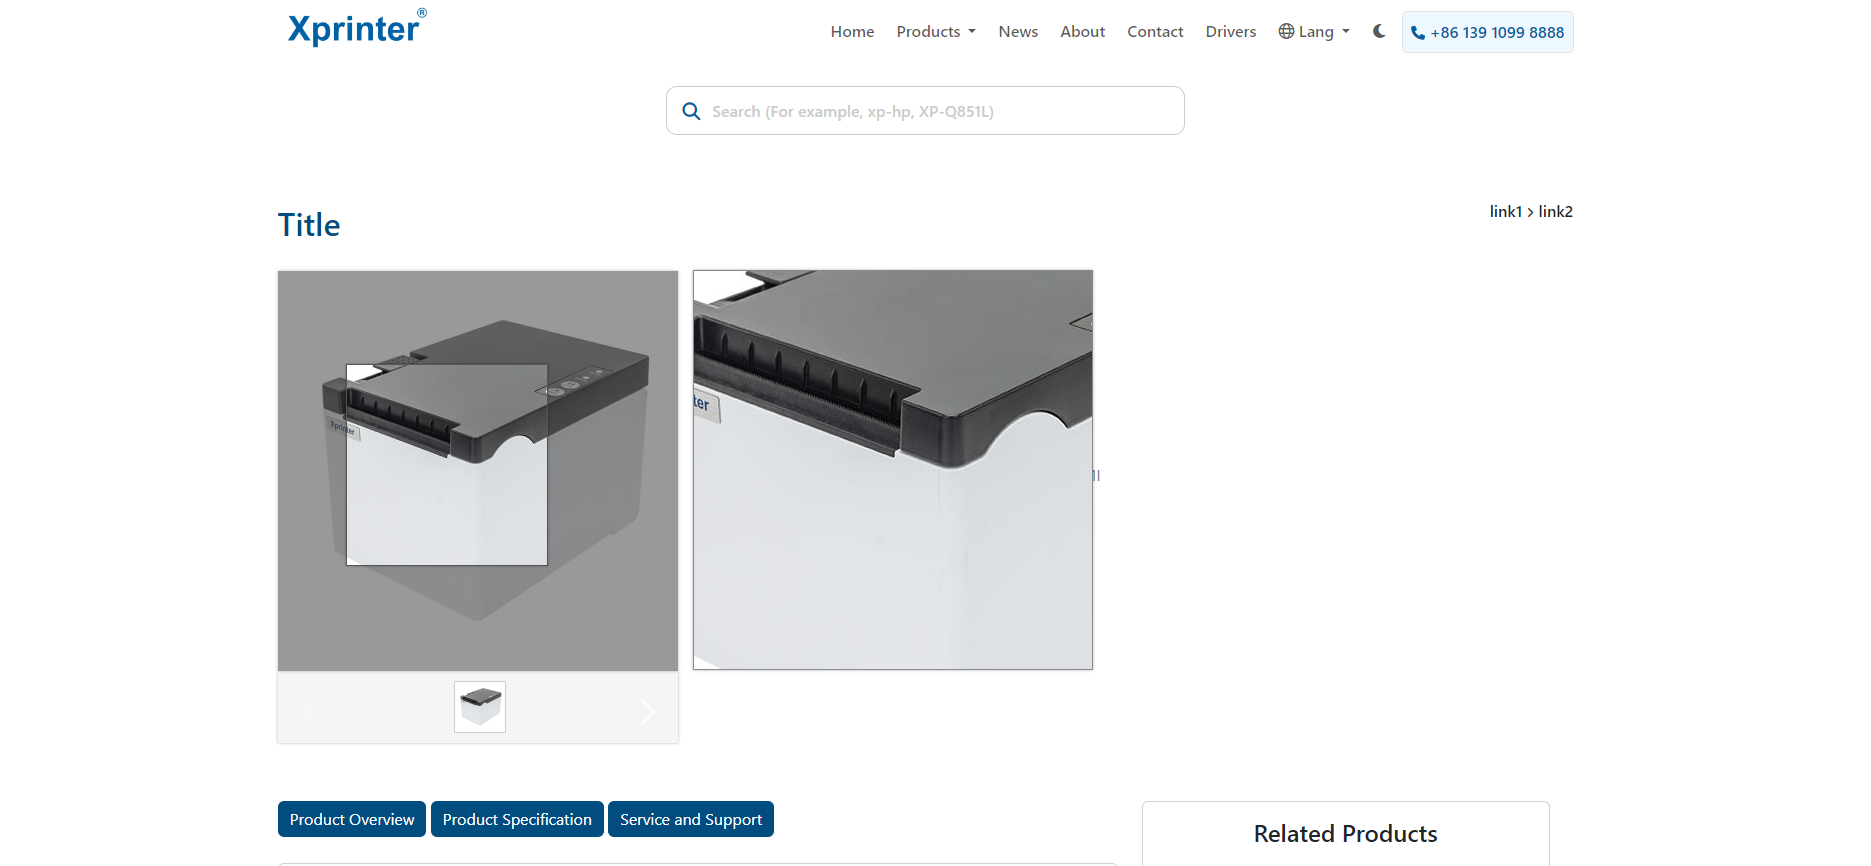 Xprinter®
Home Products News About Contact Drivers Lang +86 139 1099 8888
Search (For example, xp-hp, XP-Q851L)
link1 > link2
Title
Xprinter
ter
Product Overview Product Specification Service and Support
Related Products